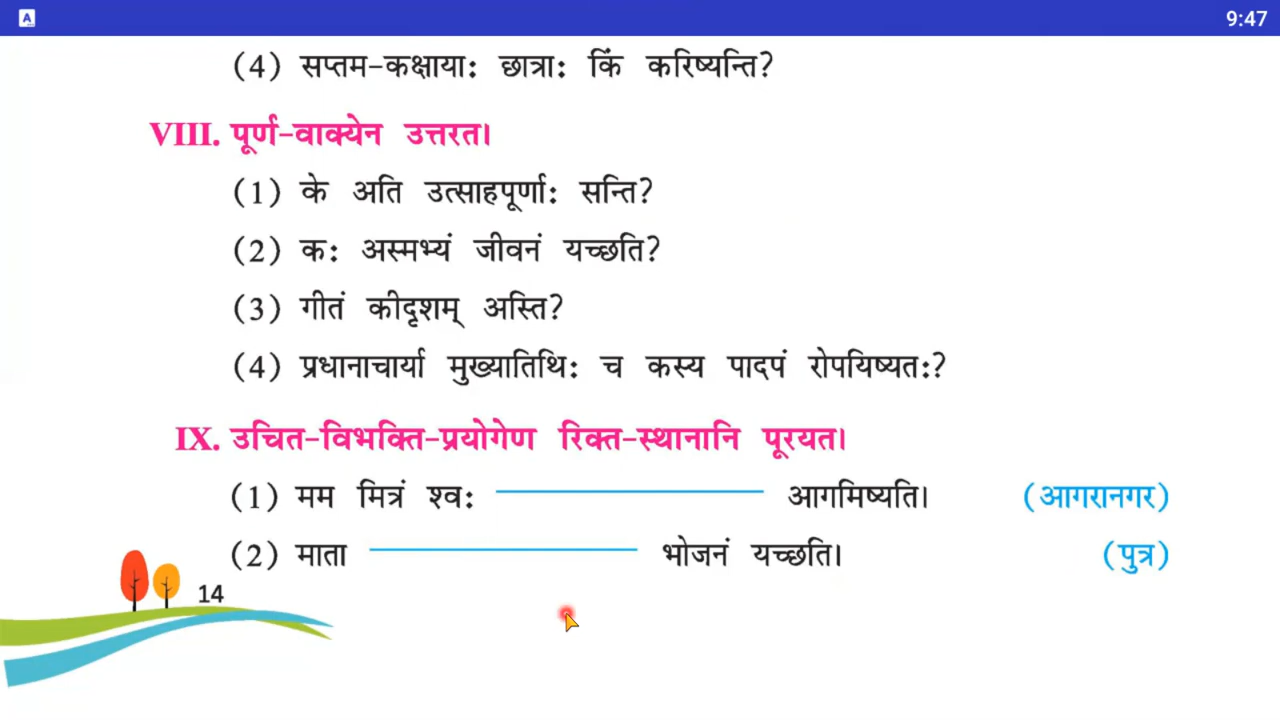 A
9:47
(4) सप्तम-कक्षायाः छात्राः किं करिष्यन्ति?
VIII. पूर्ण-वाक्येन उत्तरत।
(1) के अति उत्साहपूर्णाः सन्ति?
(2) कः अस्मभ्यं जीवनं यच्छति?
(3) गीतं कीदृशम् अस्ति?
(4) प्रधानाचार्या मुख्यातिथिः च कस्य पादपं रोपयिष्यतः?
IX. उचित-विभक्ति-प्रयोगेण रिक्त-स्थानानि पूरयत।
(1) मम मित्रं श्वः ______ आगमिष्यति। (आगरानगर)
(2) माता ______ भोजनं यच्छति। (पुत्र)
14